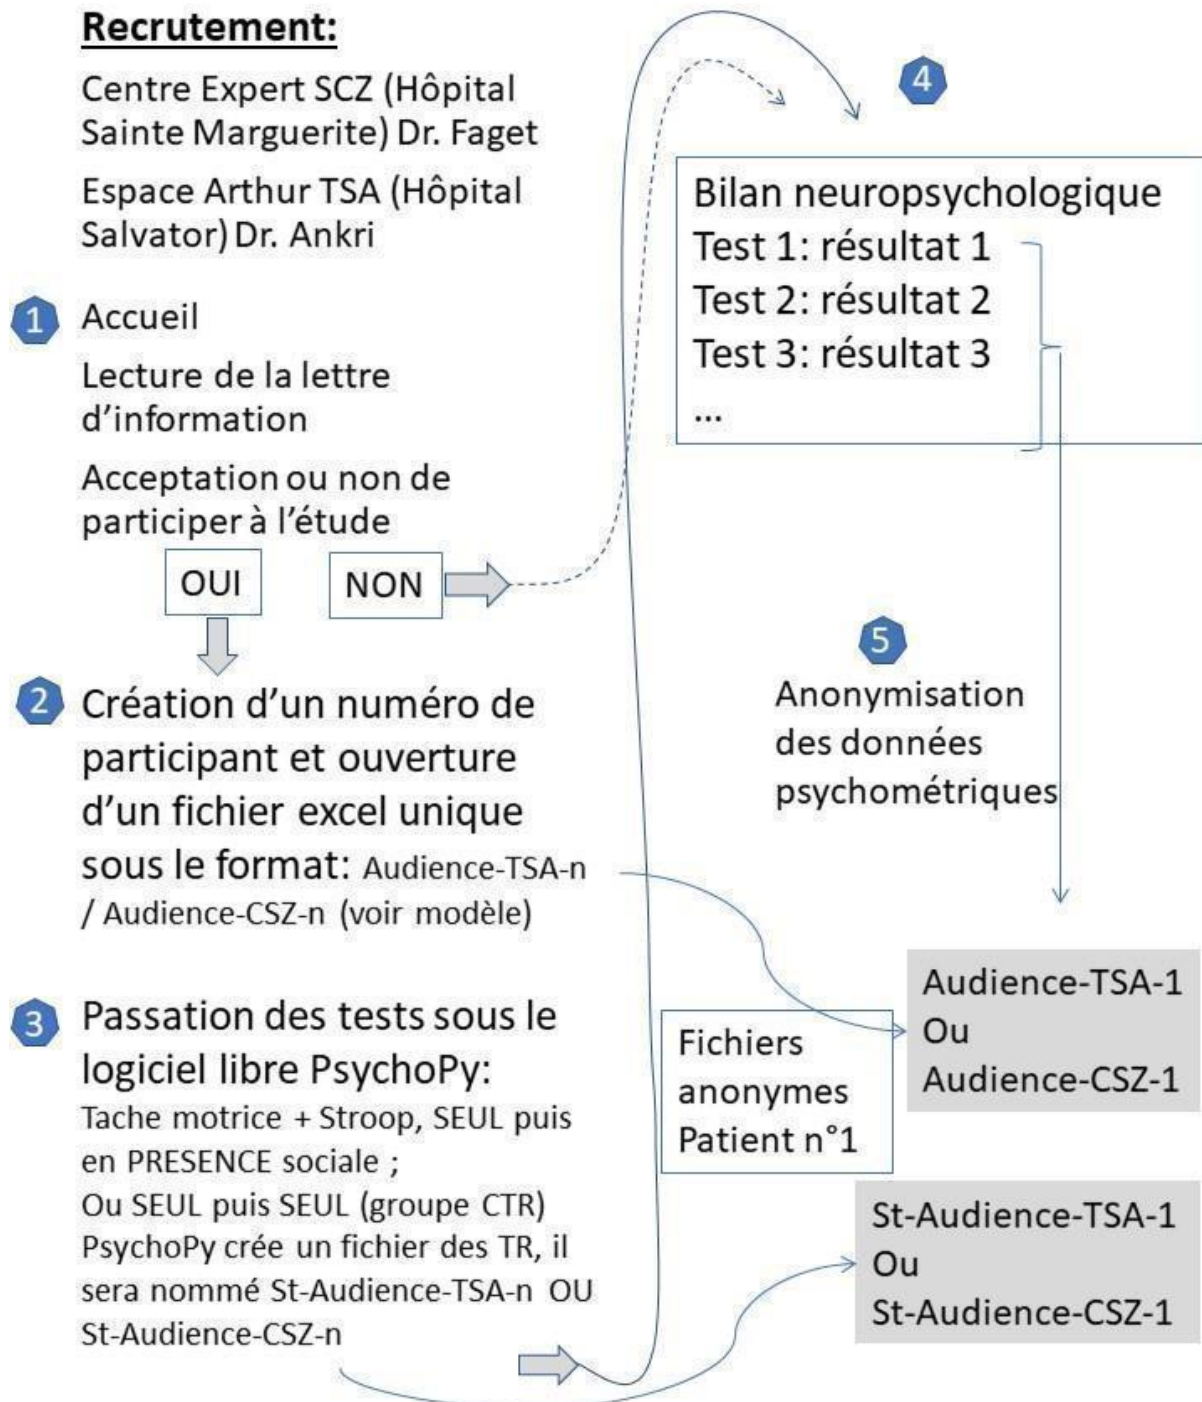 Recrutement:
Centre Expert SCZ (Hôpital
Sainte Marguerite) Dr. Faget
Espace Arthur TSA (Hôpital
Salvator) Dr. Ankri
1 Accueil
Lecture de la lettre
d'information
Acceptation ou non de
participer à l'étude
OUI
NON
2 Création d'un numéro de
participant et ouverture
d'un fichier excel unique
sous le format: Audience-TSA-n
/ Audience-CSZ-n (voir modèle)
3 Passation des tests sous le
logiciel libre PsychoPy:
Tache motrice + Stroop, SEUL puis
en PRESENCE sociale ;
Ou SEUL puis SEUL (groupe CTR)
PsychoPy crée un fichier des TR, il
sera nommé St-Audience-TSA-n OU
St-Audience-CSZ-n
4
Bilan neuropsychologique
Test 1: résultat 1
Test 2: résultat 2
Test 3: résultat 3
...
5
Anonymisation
des données
psychométriques
Fichiers
anonymes
Patient n°1
Audience-TSA-1
Ou
Audience-CSZ-1
St-Audience-TSA-1
Ou
St-Audience-CSZ-1